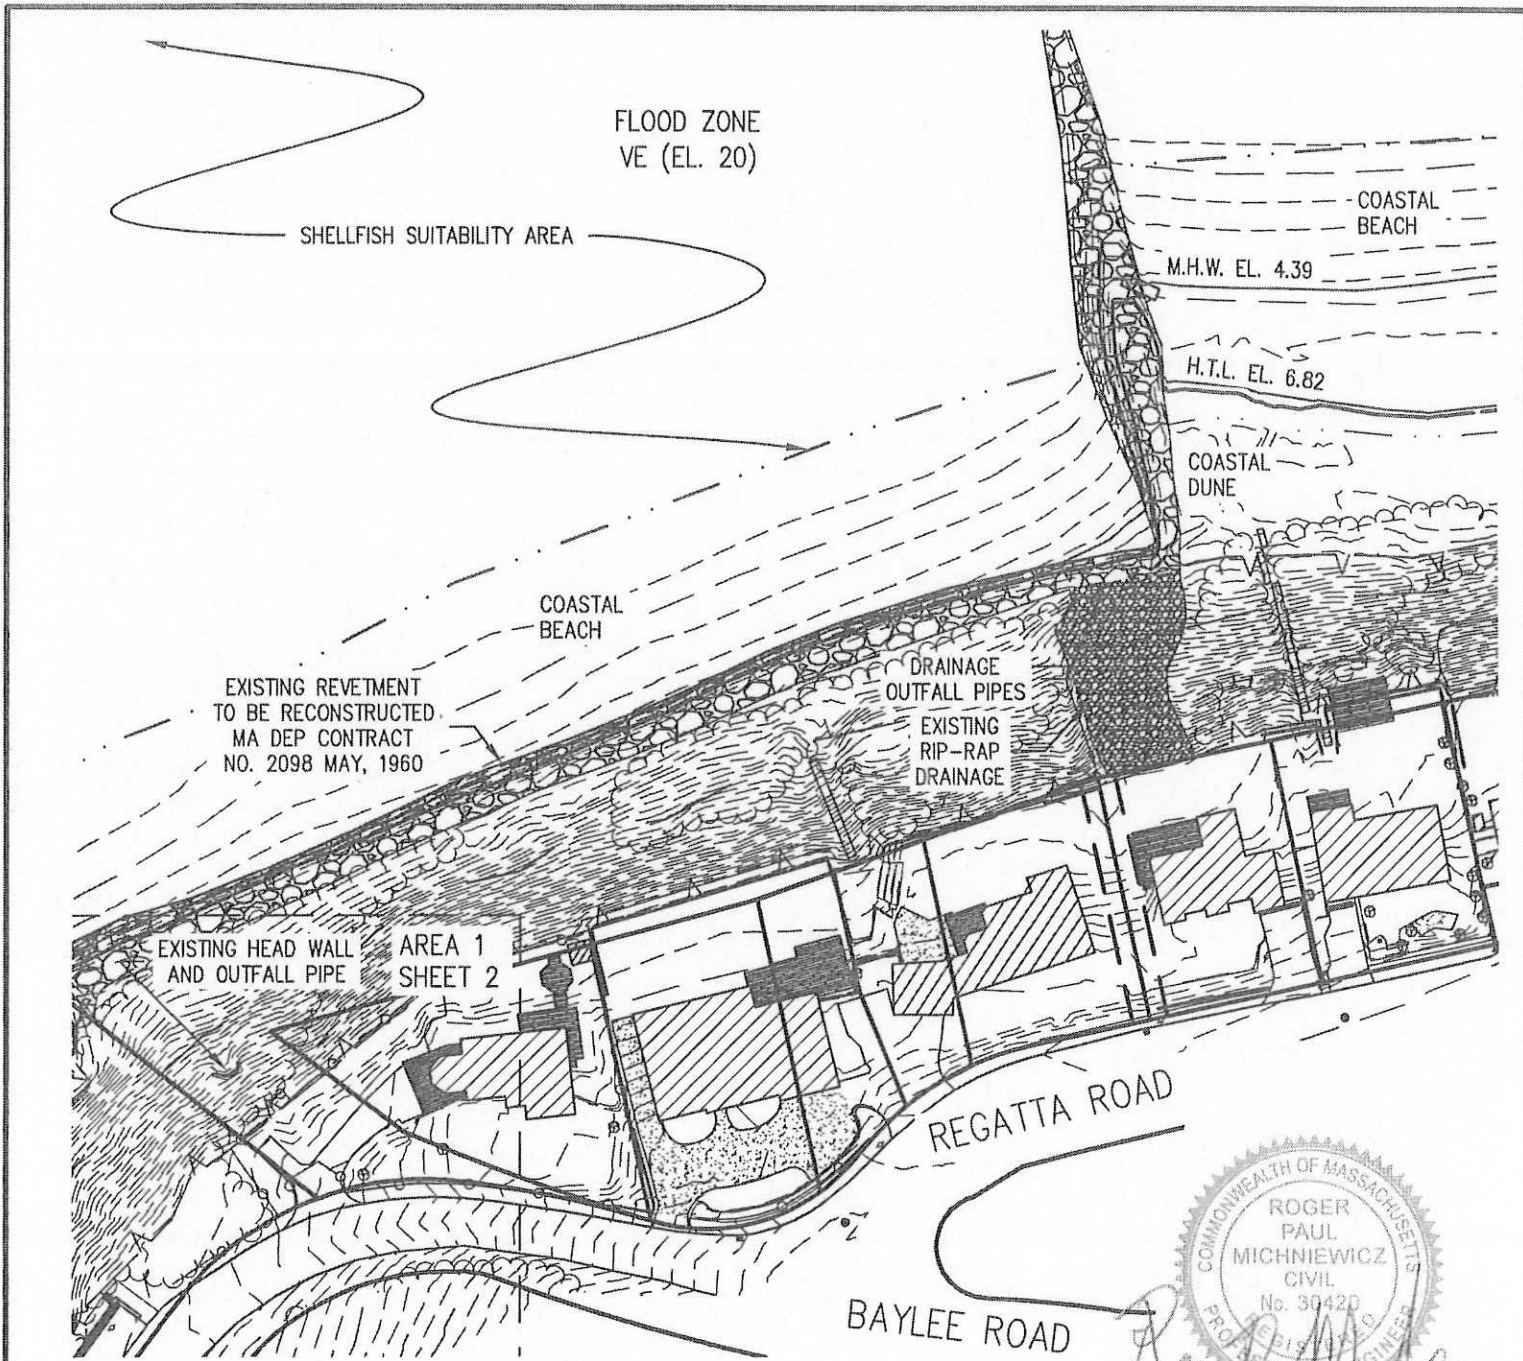 FLOOD ZONE
VE (EL. 20)
SHELLFISH SUITABILITY AREA
COASTAL
BEACH
M.H.W. EL. 4.39
H.T.L. EL. 6.82
COASTAL
DUNE
COASTAL
BEACH
EXISTING REVETMENT
TO BE RECONSTRUCTED
MA DEP CONTRACT
NO. 2098 MAY, 1960
DRAINAGE
OUTFALL PIPES
EXISTING
RIP-RAP
DRAINAGE
EXISTING HEAD WALL
AND OUTFALL PIPE
AREA 1
SHEET 2
REGATTA ROAD
BAYLEE ROAD
COMMONWEALTH OF MASSACHUSETTS
ROGER
PAUL
MICHNIEWICZ
CIVIL
No. 30420
REGISTERED